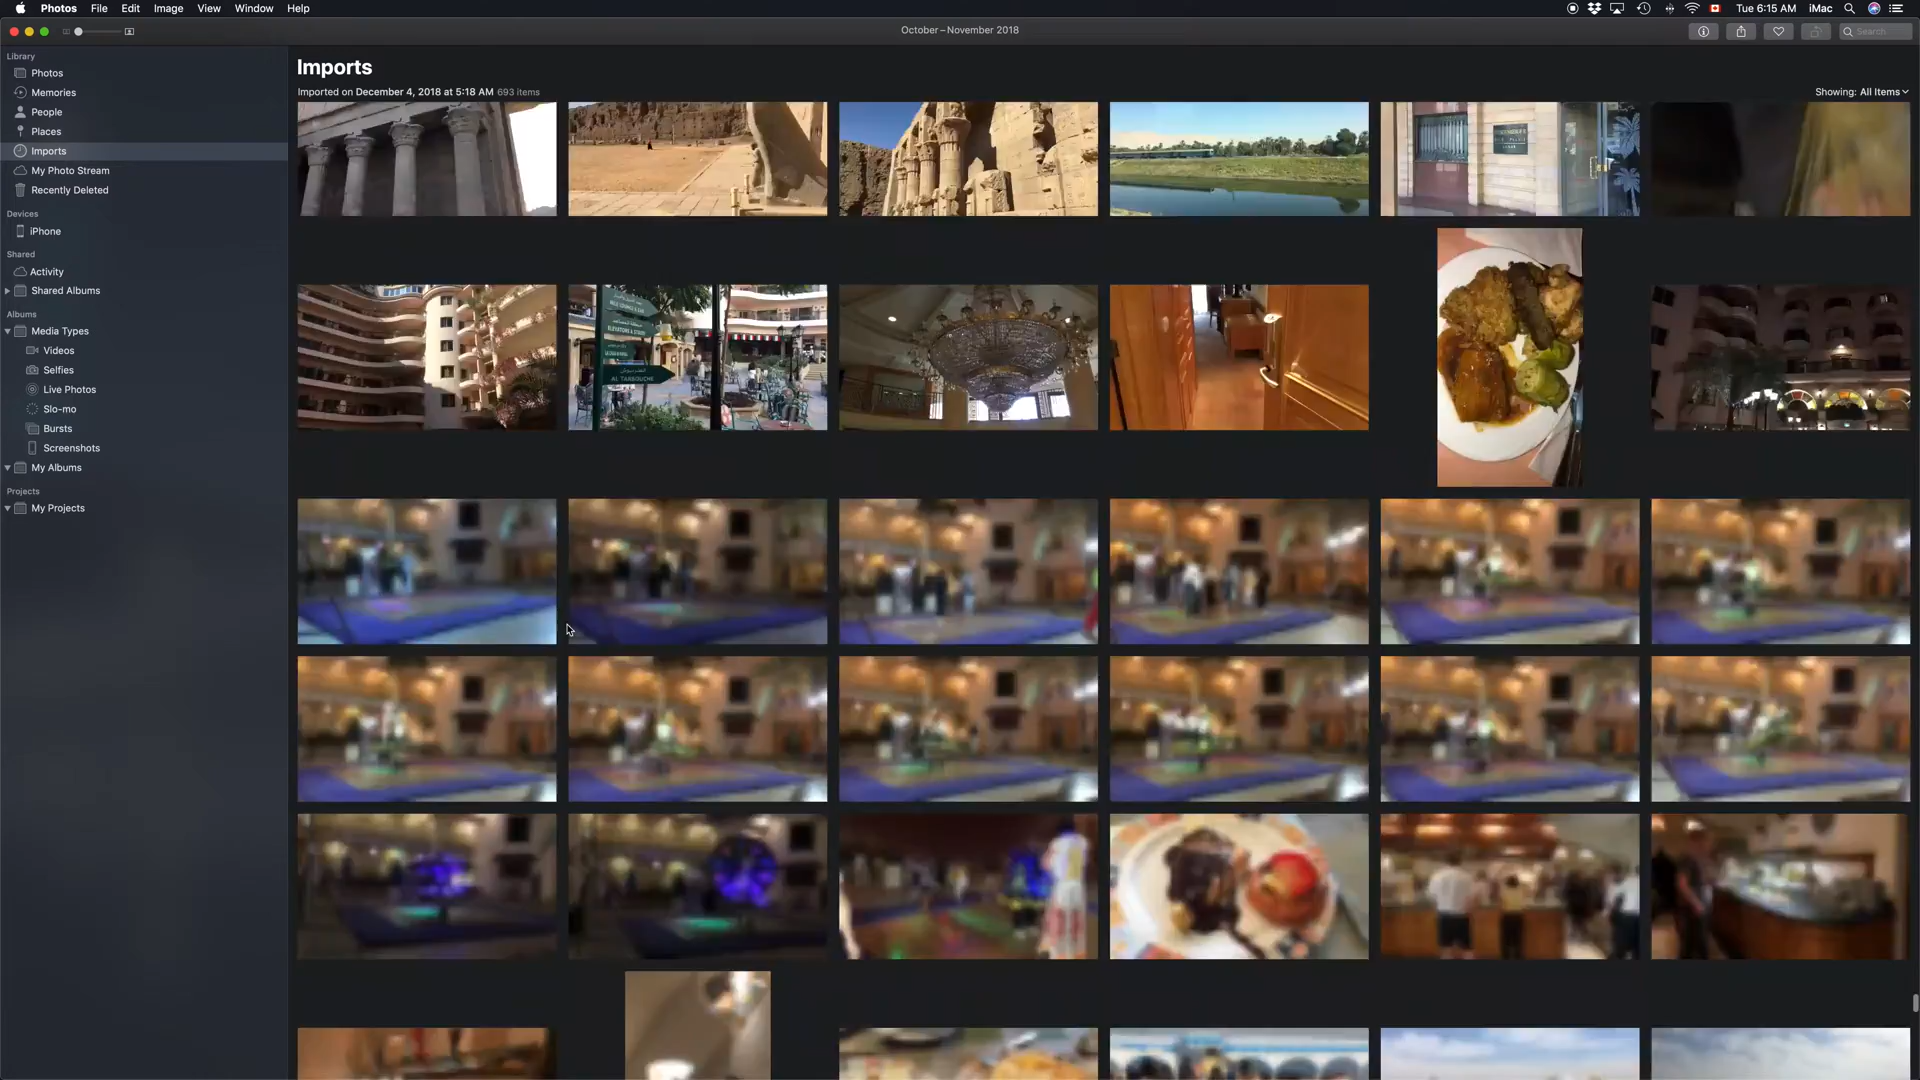 Photos File Edit Image View Window Help
Tue 6:15 AM iMac
October – November 2018
Search
Library
Photos
Memories
People
Places
Imports
My Photo Stream
Recently Deleted
Devices
iPhone
Shared
Activity
Shared Albums
Albums
Media Types
Videos
Selfies
Live Photos
Slo-mo
Bursts
Screenshots
My Albums
Projects
My Projects
Imports
Imported on December 4, 2018 at 5:18 AM 693 items
Showing: All Items
AL TARBOUCHE